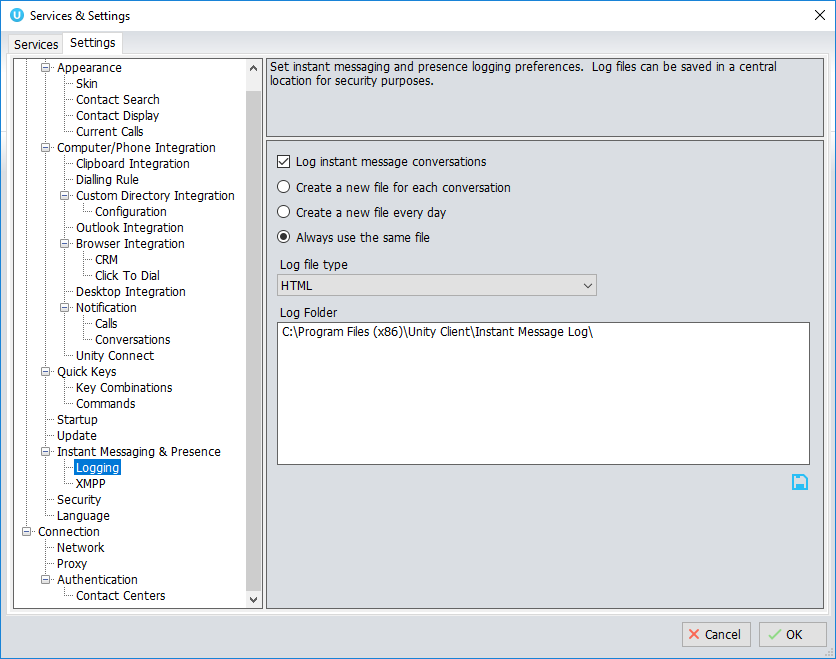 U Services & Settings
Services Settings
Appearance
Skin
Contact Search
Contact Display
Current Calls
Computer/Phone Integration
Clipboard Integration
Dialling Rule
Custom Directory Integration
Configuration
Outlook Integration
Browser Integration
CRM
Click To Dial
Desktop Integration
Notification
Calls
Conversations
Unity Connect
Quick Keys
Key Combinations
Commands
Startup
Update
Instant Messaging & Presence
Logging
XMPP
Security
Language
Connection
Network
Proxy
Authentication
Contact Centers
Set instant messaging and presence logging preferences.  Log files can be saved in a central
location for security purposes.
Log instant message conversations
Create a new file for each conversation
Create a new file every day
Always use the same file
Log file type
HTML
Log Folder
C:\Program Files (x86)\Unity Client\Instant Message Log\
Cancel OK